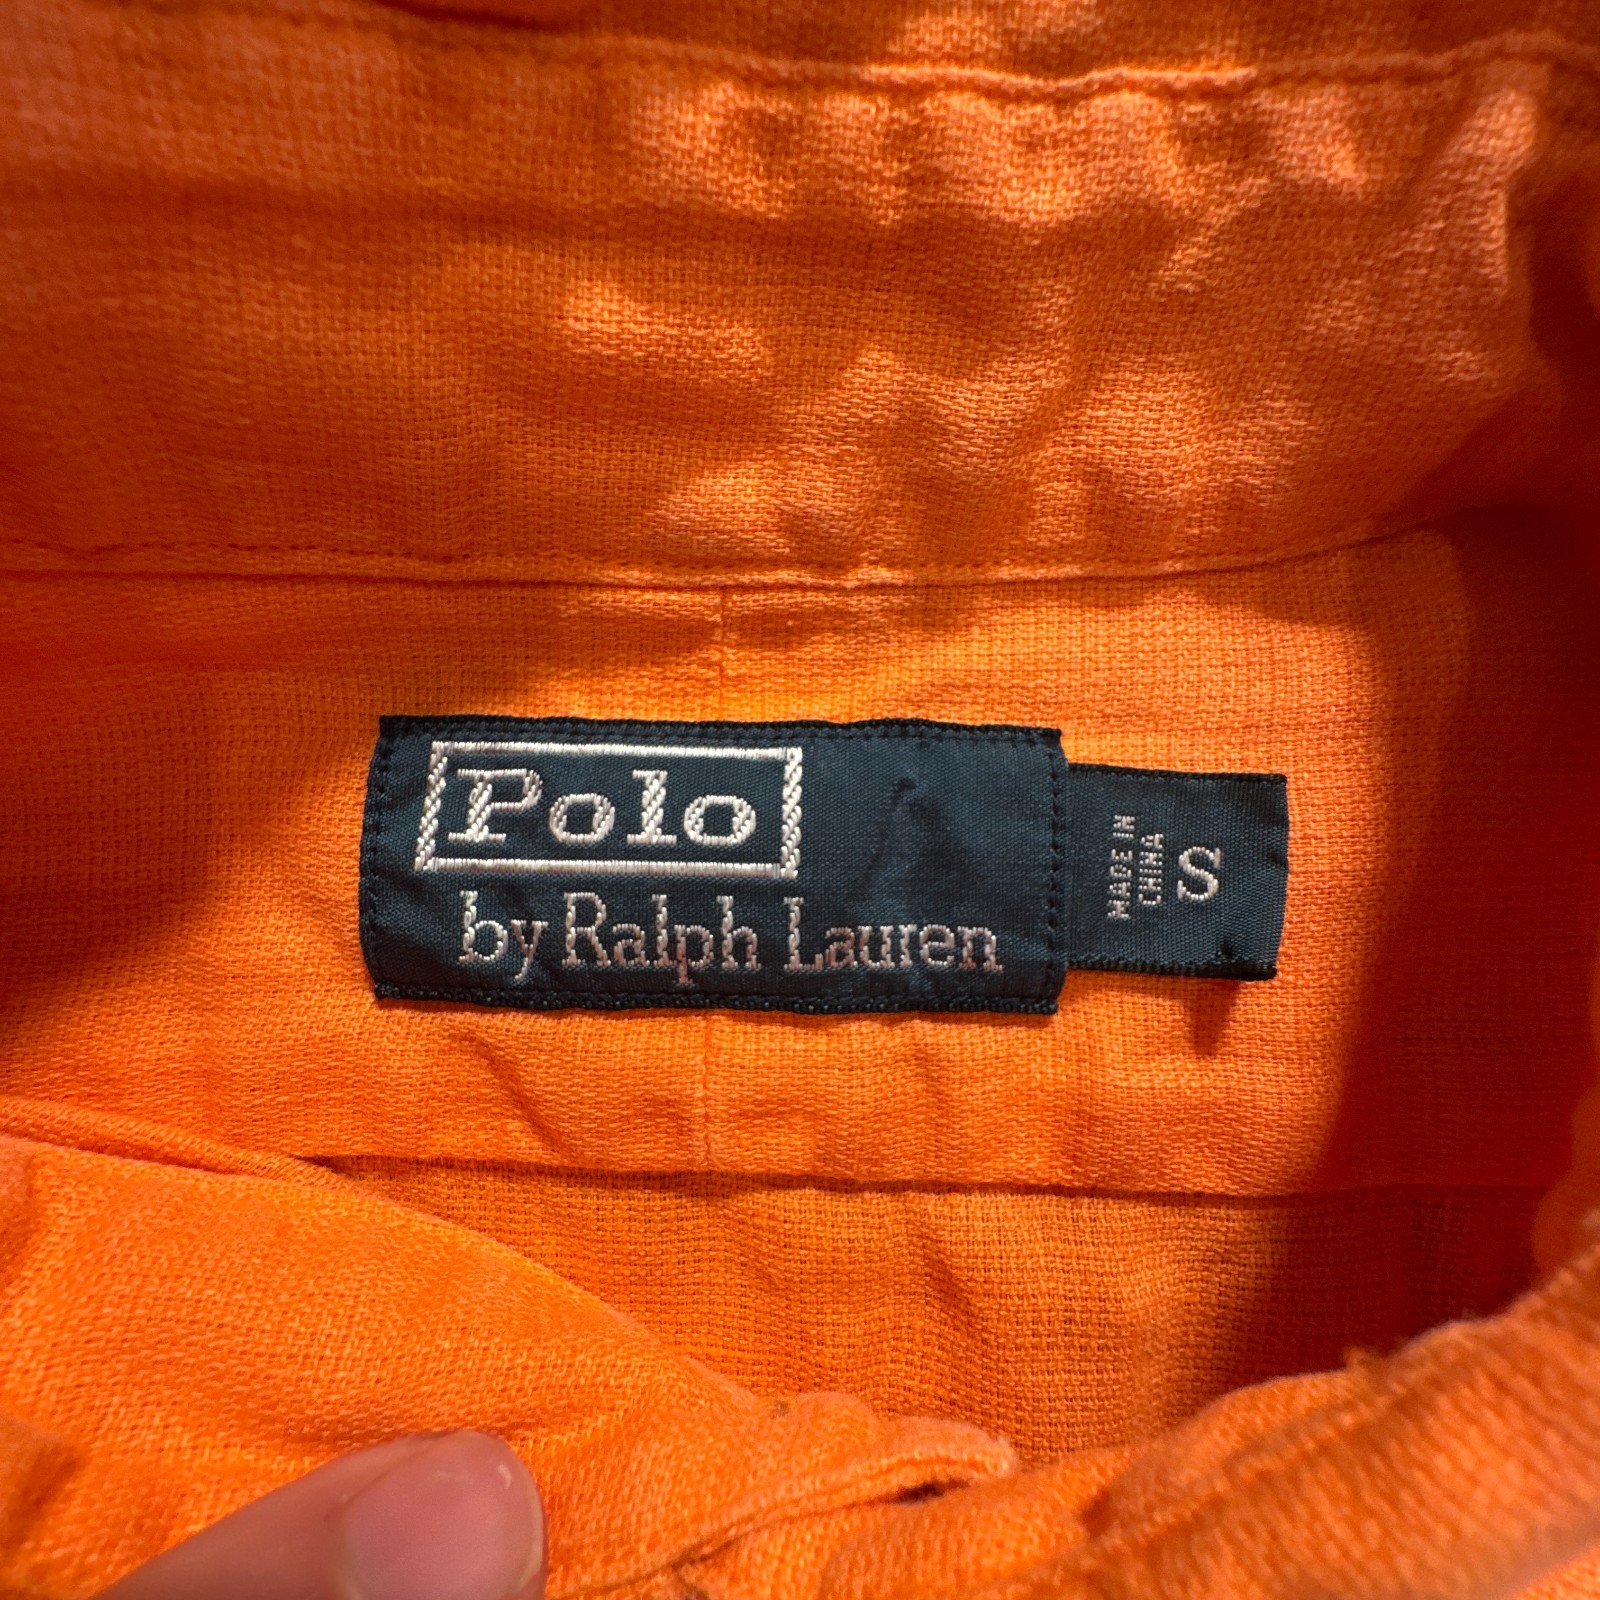 Polo
by Ralph Lauren
MADE IN
CHINA
S